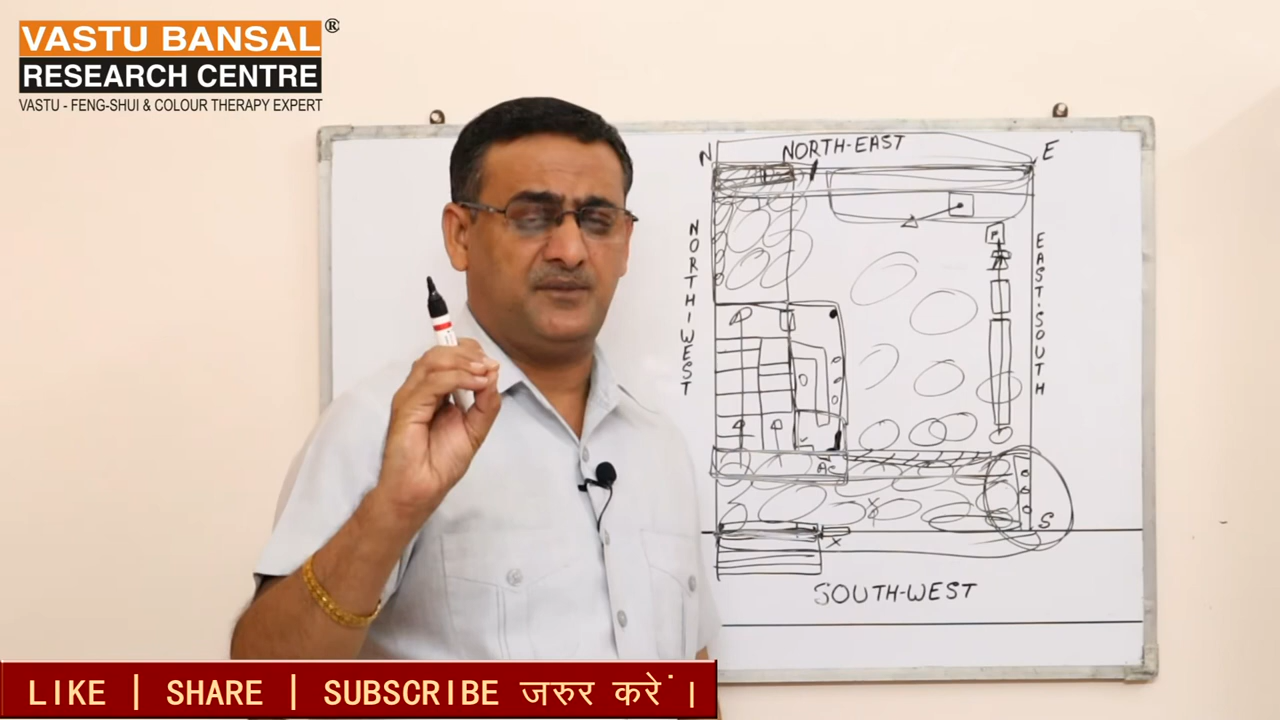 VASTU BANSAL ®
RESEARCH CENTRE
VASTU - FENG-SHUI & COLOUR THERAPY EXPERT
N
NORTH-EAST
E
NORTH-WEST
EAST-SOUTH
AC
S
SOUTH-WEST
LIKE | SHARE | SUBSCRIBE जरुर करें ।